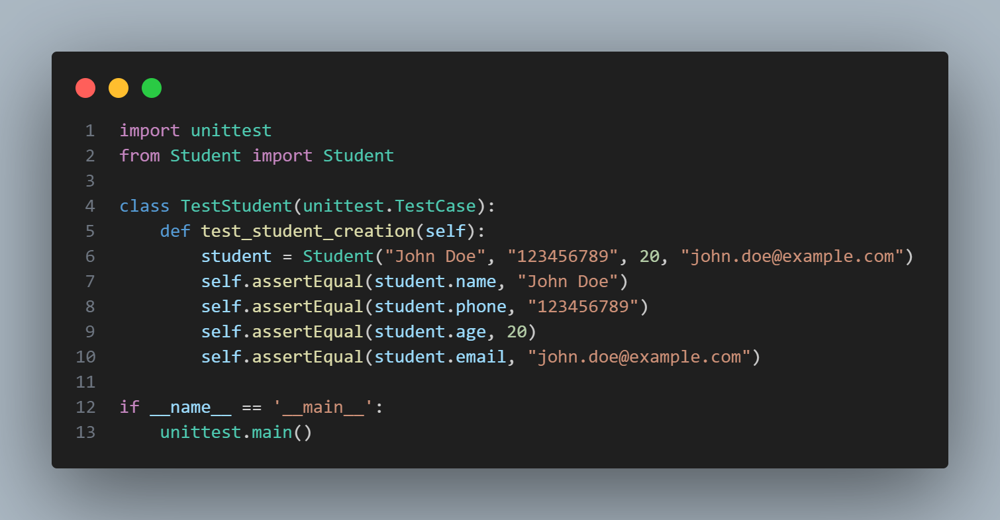 1 import unittest
2 from Student import Student
3
4 class TestStudent(unittest.TestCase):
5     def test_student_creation(self):
6         student = Student("John Doe", "123456789", 20, "john.doe@example.com")
7         self.assertEqual(student.name, "John Doe")
8         self.assertEqual(student.phone, "123456789")
9         self.assertEqual(student.age, 20)
10         self.assertEqual(student.email, "john.doe@example.com")
11
12 if __name__ == '__main__':
13     unittest.main()